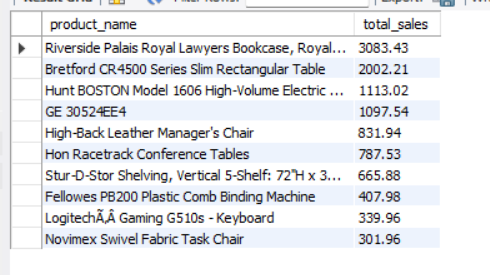 product_name total_sales
Riverside Palais Royal Lawyers Bookcase, Royal... 3083.43
Bretford CR4500 Series Slim Rectangular Table 2002.21
Hunt BOSTON Model 1606 High-Volume Electric ... 1113.02
GE 30524EE4 1097.54
High-Back Leather Manager's Chair 831.94
Hon Racetrack Conference Tables 787.53
Stur-D-Stor Shelving, Vertical 5-Shelf: 72"H x 3... 665.88
Fellowes PB200 Plastic Comb Binding Machine 407.98
LogitechÃ‚Â Gaming G510s - Keyboard 339.96
Novimex Swivel Fabric Task Chair 301.96